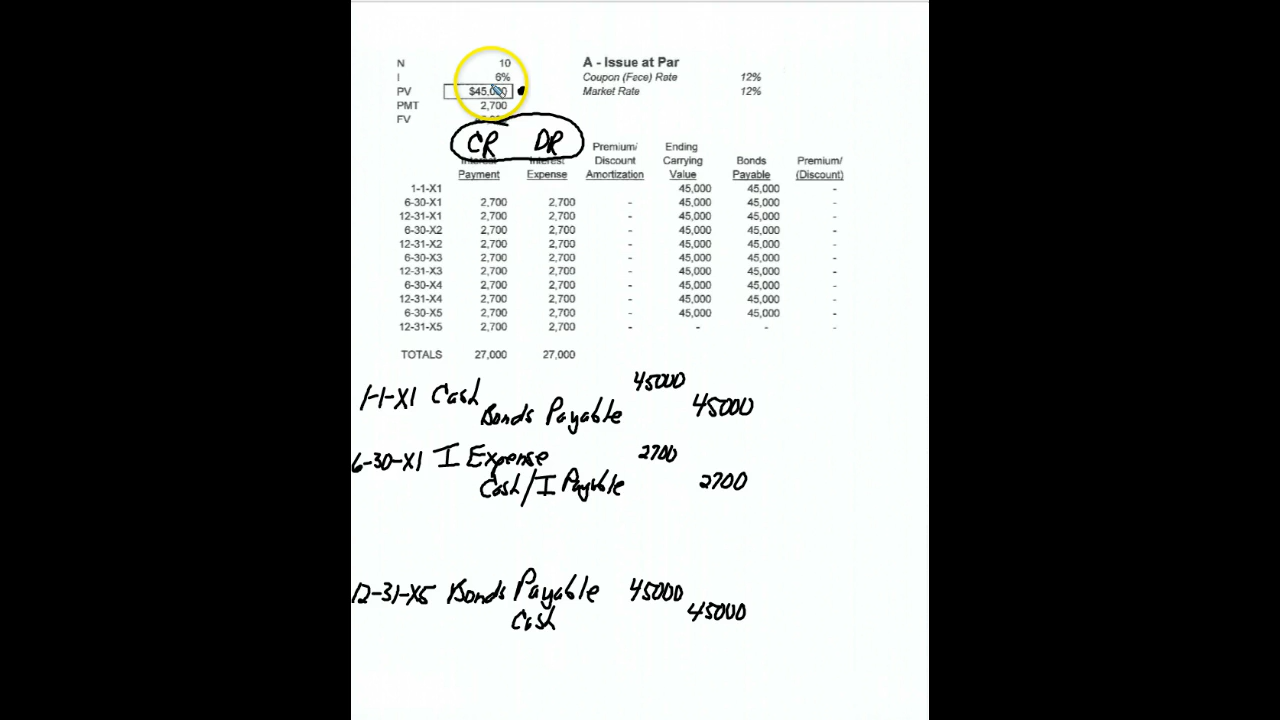 N 10 A - Issue at Par
I 6% Coupon (Face) Rate 12%
PV $45,000 Market Rate 12%
PMT 2,700
FV
CR DR
Premium/ Ending
Interest Interest Discount Carrying Bonds Premium/
Payment Expense Amortization Value Payable (Discount)
1-1-X1 45,000 45,000 -
6-30-X1 2,700 2,700 - 45,000 45,000 -
12-31-X1 2,700 2,700 - 45,000 45,000 -
6-30-X2 2,700 2,700 - 45,000 45,000 -
12-31-X2 2,700 2,700 - 45,000 45,000 -
6-30-X3 2,700 2,700 - 45,000 45,000 -
12-31-X3 2,700 2,700 - 45,000 45,000 -
6-30-X4 2,700 2,700 - 45,000 45,000 -
12-31-X4 2,700 2,700 - 45,000 45,000 -
6-30-X5 2,700 2,700 - 45,000 45,000 -
12-31-X5 2,700 2,700 - - - -
TOTALS 27,000 27,000
1-1-X1 Cash 45000
Bonds Payable 45000
6-30-X1 I Expense 2700
Cash/I Payable 2700
12-31-X5 Bonds Payable 45000
Cash 45000